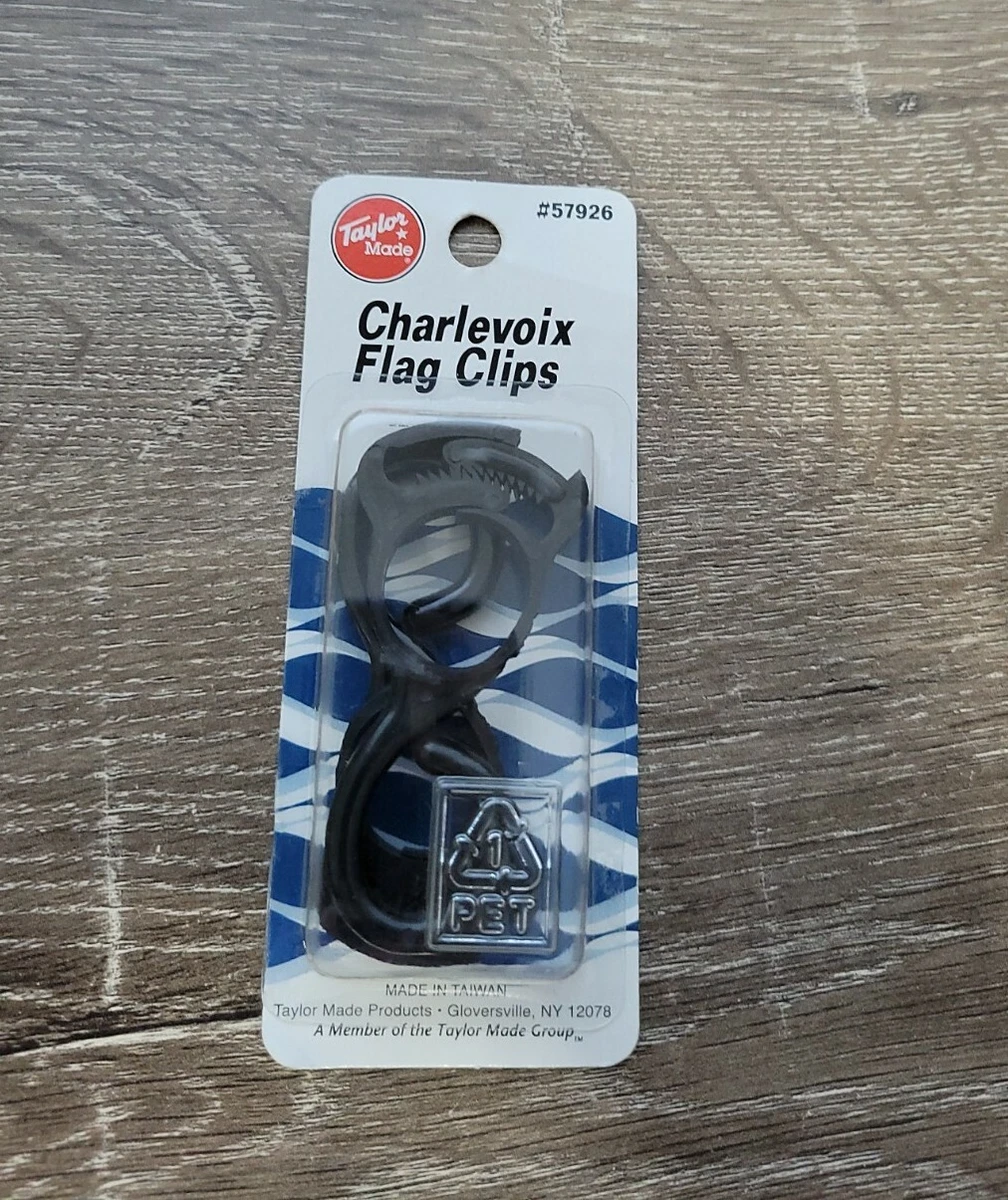 Taylor
Made®
#57926
Charlevoix
Flag Clips
1
PET
MADE IN TAIWAN
Taylor Made Products • Gloversville, NY 12078
A Member of the Taylor Made Group™